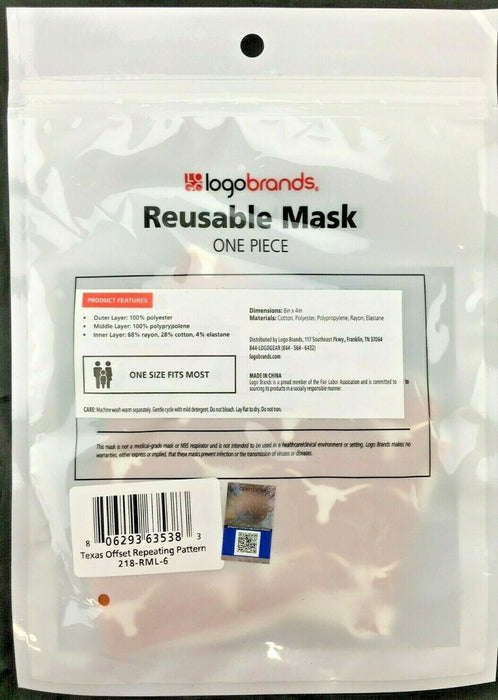 logobrands®
Reusable Mask
ONE PIECE
PRODUCT FEATURES
• Outer Layer: 100% polyester
• Middle Layer: 100% polyprypolene
• Inner Layer: 68% rayon, 28% cotton, 4% elastane
ONE SIZE FITS MOST
Dimensions: 8in x 4in
Materials: Cotton, Polyester, Polypropylene, Rayon, Elastane
Distributed by Logo Brands, 117 Southeast Pkwy., Franklin, TN 37064
844-LOGOGEAR (844 - 564 - 6432)
logobrands.com
MADE IN CHINA
Logo Brands is a proud member of the Fair Labor Association and is committed to
sourcing its products in a socially responsible manner.
CARE: Machine wash warm separately. Gentle cycle with mild detergent. Do not bleach. Lay flat to dry. Do not iron.
This mask is not a medical-grade mask or N95 respirator and is not intended to be used in a healthcare/clinical environment or setting. Logo Brands makes no
warranties, either express or implied, that these masks prevent infection or the transmission of viruses or diseases.
8 06293 63538 3
Texas Offset Repeating Pattern
218-RML-6